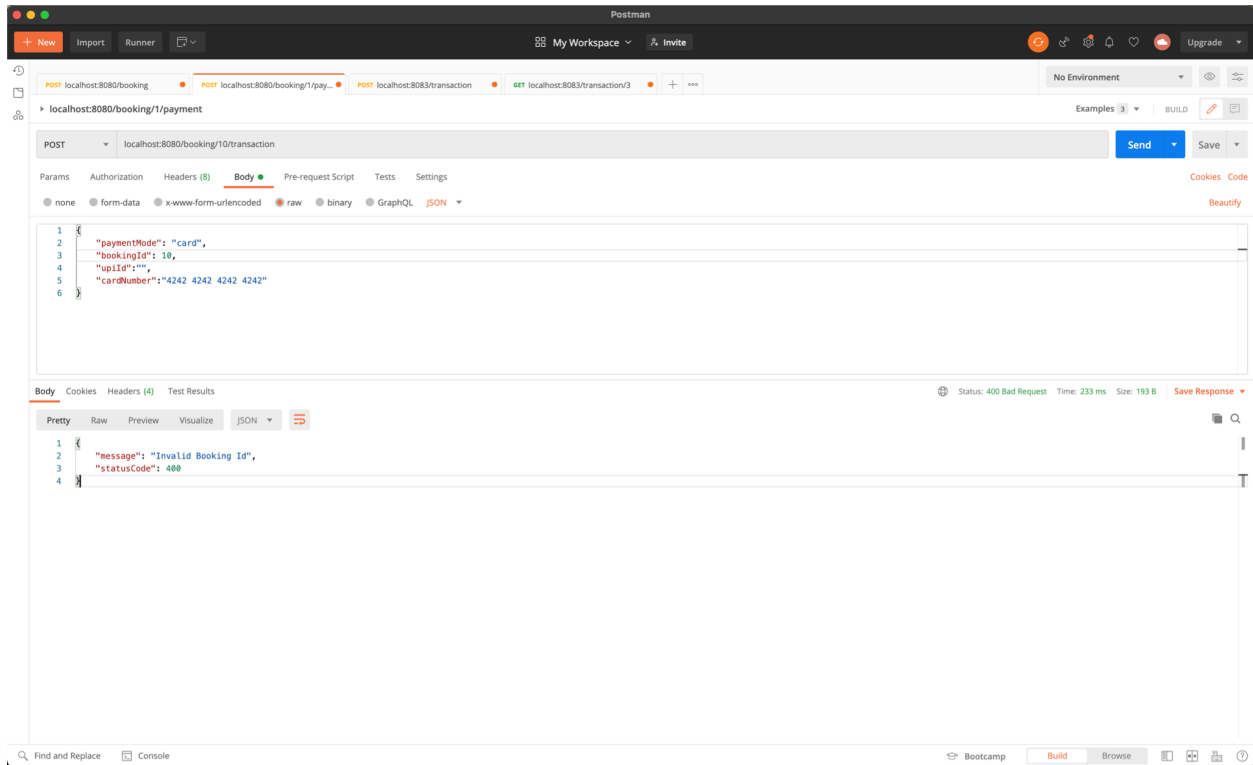 Postman
+ New Import Runner My Workspace Invite Upgrade
POST localhost:8080/booking POST localhost:8080/booking/1/pay... POST localhost:8083/transaction GET localhost:8083/transaction/3 No Environment
localhost:8080/booking/1/payment Examples 3 BUILD
POST localhost:8080/booking/10/transaction Send Save
Params Authorization Headers (8) Body Pre-request Script Tests Settings Cookies Code
none form-data x-www-form-urlencoded raw binary GraphQL JSON Beautify
1 {
2 "paymentMode": "card",
3 "bookingId": 10,
4 "upiId":"",
5 "cardNumber":"4242 4242 4242 4242"
6 }
Body Cookies Headers (4) Test Results Status: 400 Bad Request Time: 233 ms Size: 193 B Save Response
Pretty Raw Preview Visualize JSON
1 {
2 "message": "Invalid Booking Id",
3 "statusCode": 400
4 }
Find and Replace Console Bootcamp Build Browse